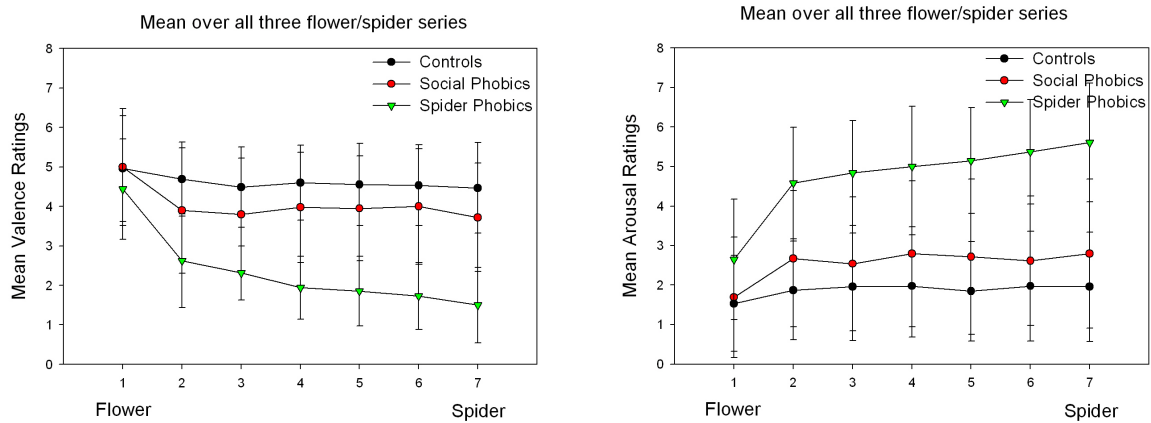 Mean over all three flower/spider series
Mean Valence Ratings
8
7
6
5
4
3
2
1
0
Controls
Social Phobics
Spider Phobics
1 2 3 4 5 6 7
Flower Spider
Mean over all three flower/spider series
Mean Arousal Ratings
8
7
6
5
4
3
2
1
0
Controls
Social Phobics
Spider Phobics
1 2 3 4 5 6 7
Flower Spider